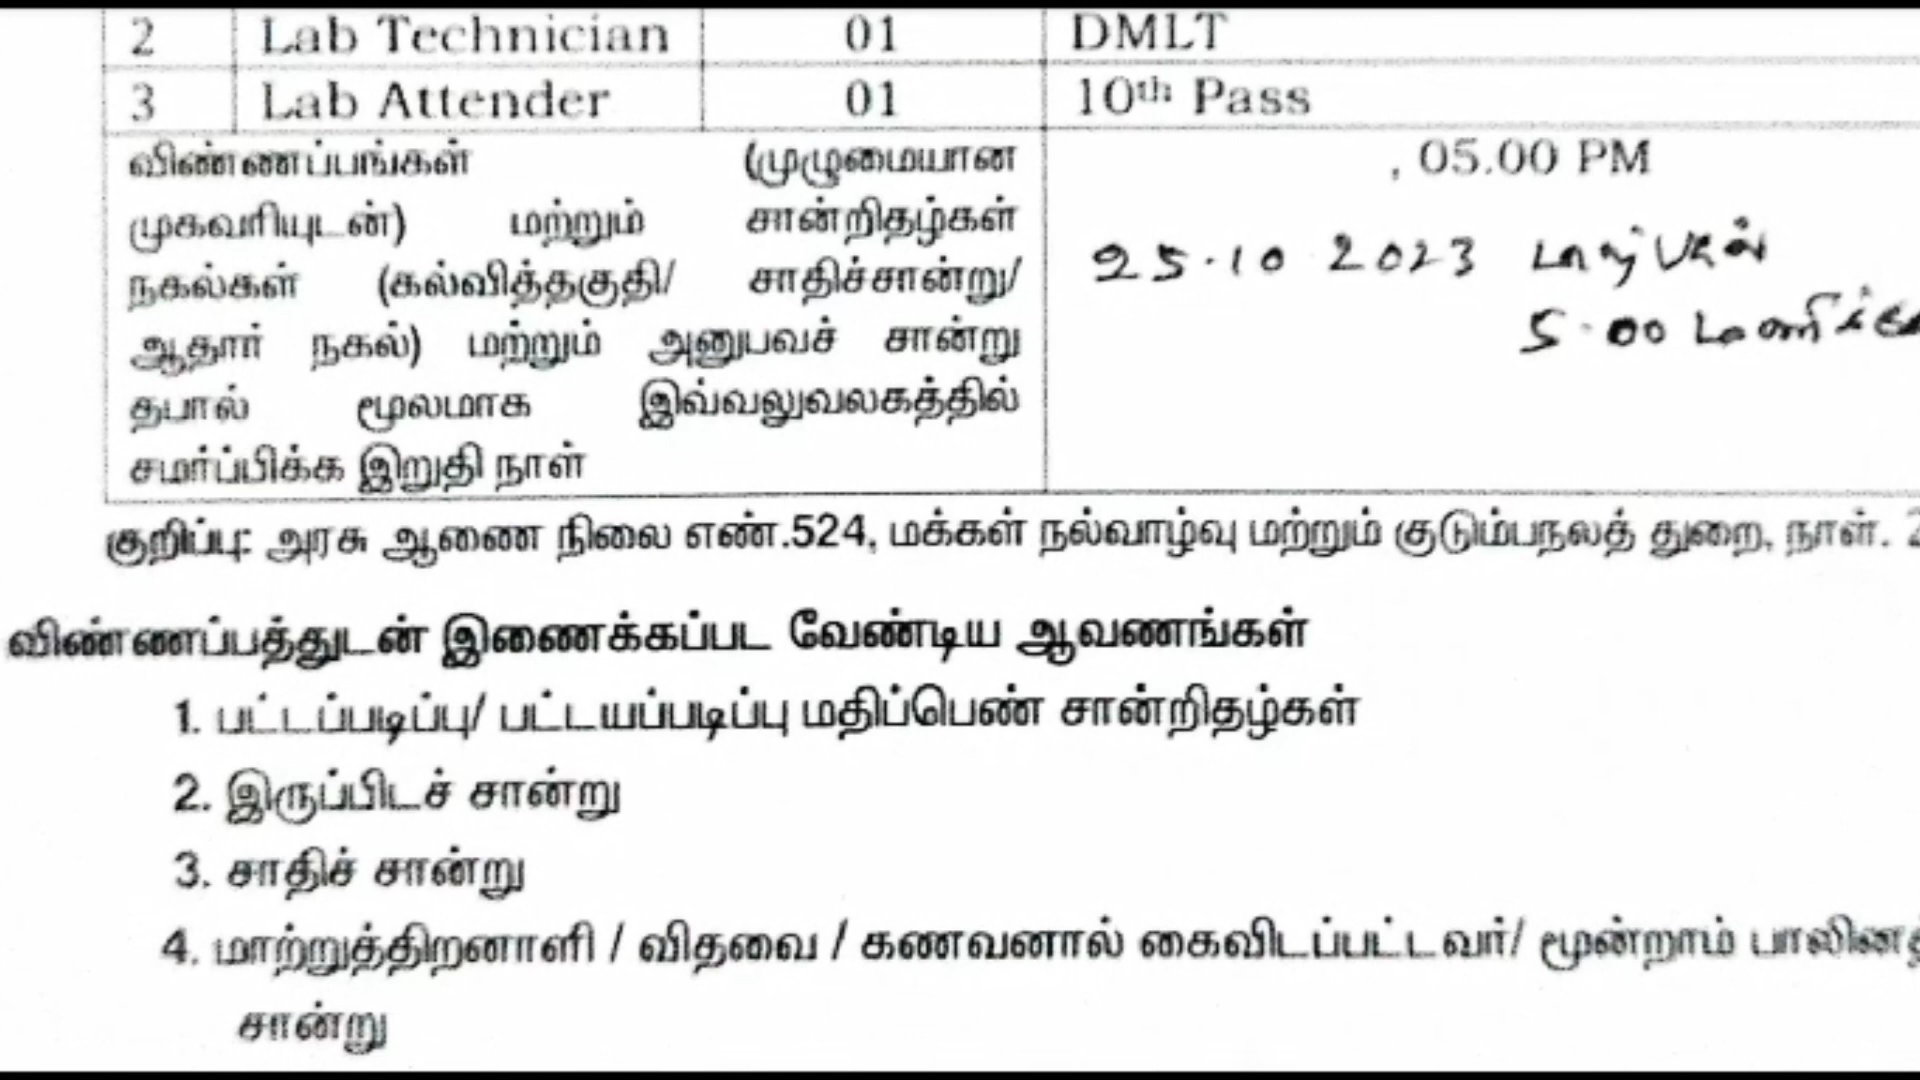 2 Lab Technician 01 DMLT
3 Lab Attender 01 10th Pass
விண்ணப்பங்கள் (முழுமையான
முகவரியுடன்) மற்றும் சான்றிதழ்கள்
நகல்கள் (கல்வித்தகுதி/ சாதிச்சான்று/
ஆதார் நகல்) மற்றும் அனுபவச் சான்று
தபால் மூலமாக இவ்வலுவலகத்தில்
சமர்ப்பிக்க இறுதி நாள்
, 05.00 PM
25.10 2023
5.00
குறிப்பு: அரசு ஆணை நிலை எண்.524, மக்கள் நல்வாழ்வு மற்றும் குடும்பநலத் துறை, நாள்.
விண்ணப்பத்துடன் இணைக்கப்பட வேண்டிய ஆவணங்கள்
1. பட்டப்படிப்பு/ பட்டயப்படிப்பு மதிப்பெண் சான்றிதழ்கள்
2. இருப்பிடச் சான்று
3. சாதிச் சான்று
4. மாற்றுத்திறனாளி / விதவை / கணவனால் கைவிடப்பட்டவர்/ மூன்றாம்
சான்று